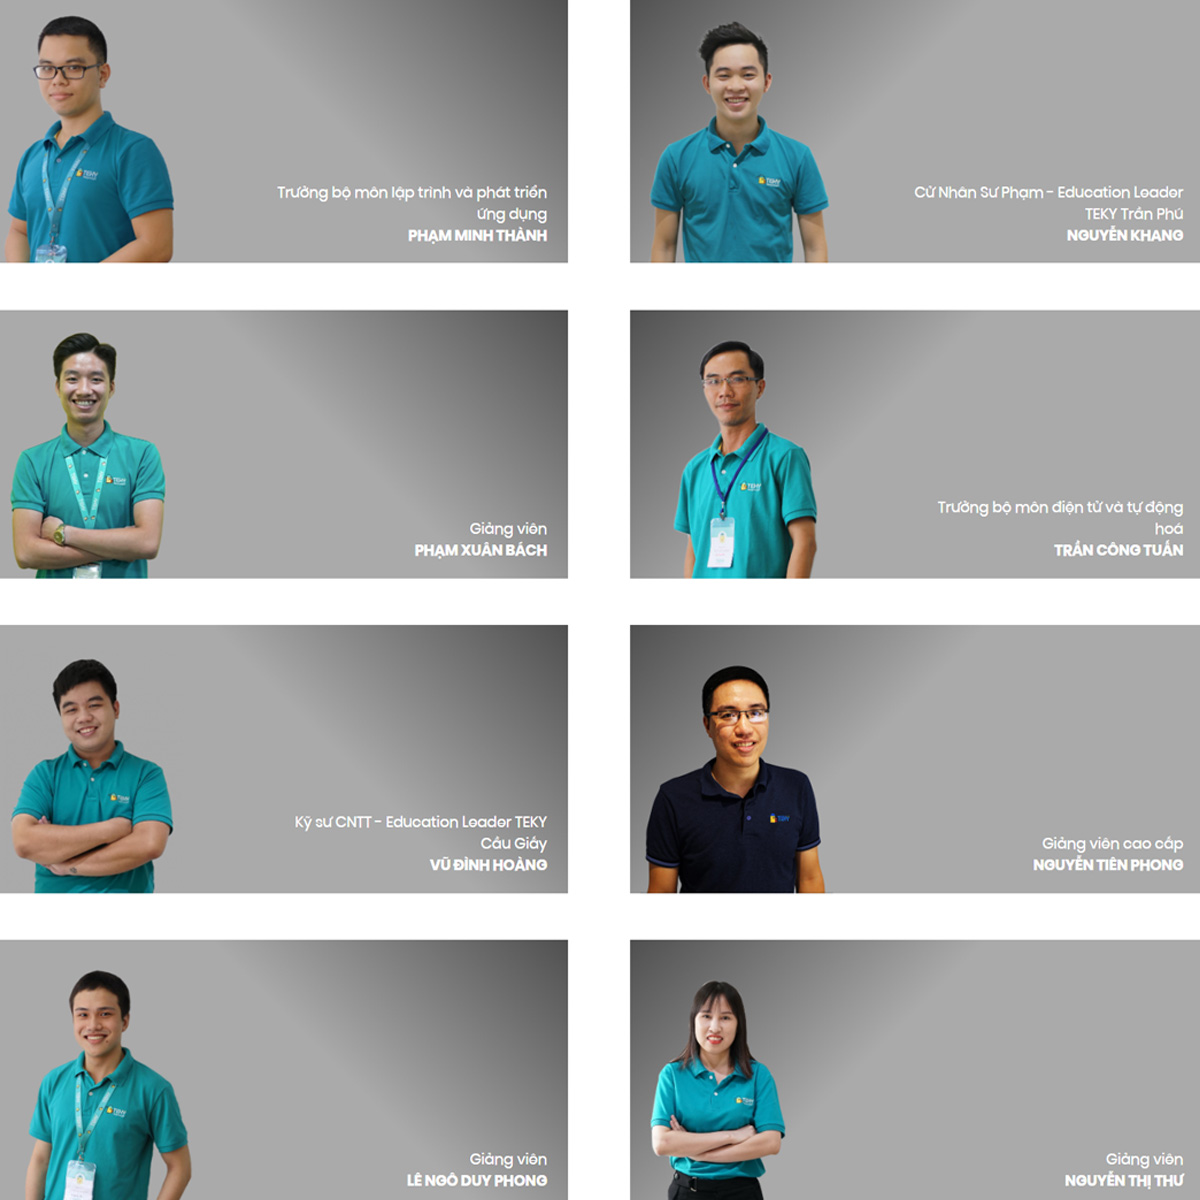 Trưởng bộ môn lập trình và phát triển
ứng dụng
PHẠM MINH THÀNH
Cử Nhân Sư Phạm - Education Leader
TEKY Trần Phú
NGUYỄN KHANG
Giảng viên
PHẠM XUÂN BÁCH
Trưởng bộ môn điện tử và tự động
hoá
TRẦN CÔNG TUẤN
Kỹ sư CNTT - Education Leader TEKY
Cầu Giấy
VŨ ĐÌNH HOÀNG
Giảng viên cao cấp
NGUYỄN TIÊN PHONG
Giảng viên
LÊ NGÔ DUY PHONG
Giảng viên
NGUYỄN THỊ THƯ